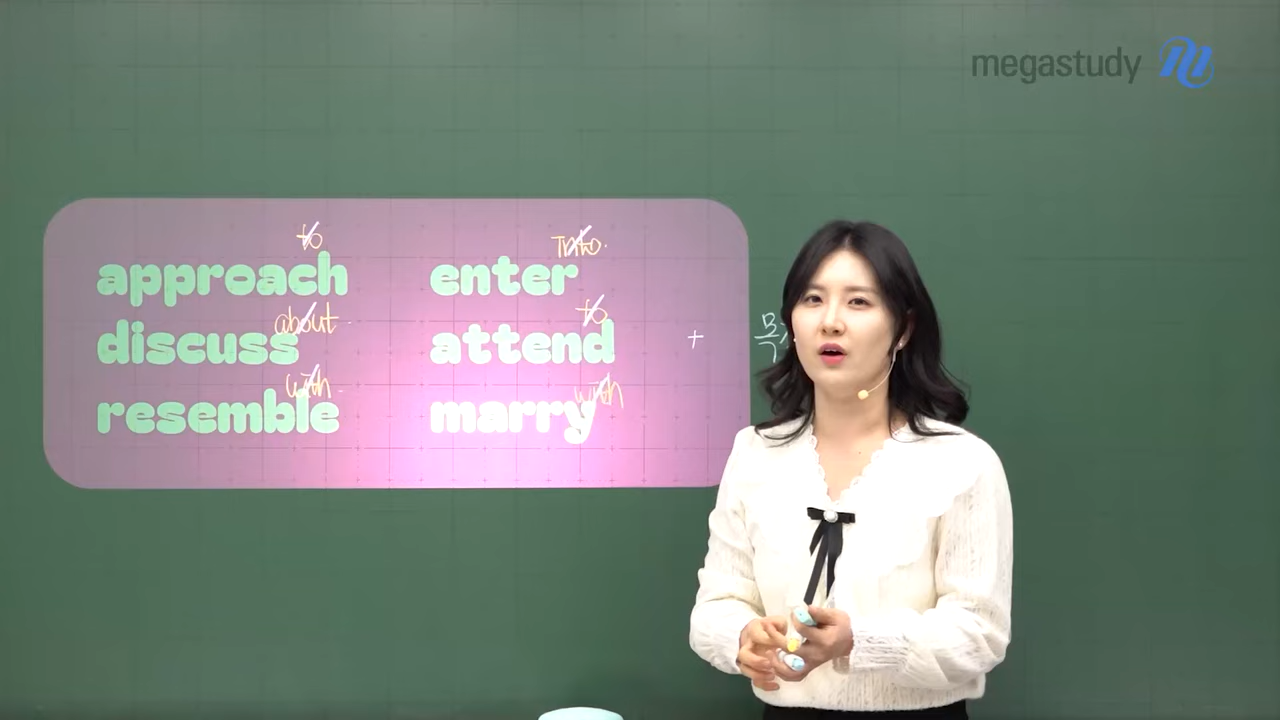 megastudy
to into.
approach enter
about. to
discuss attend +
with. with
resemble marry